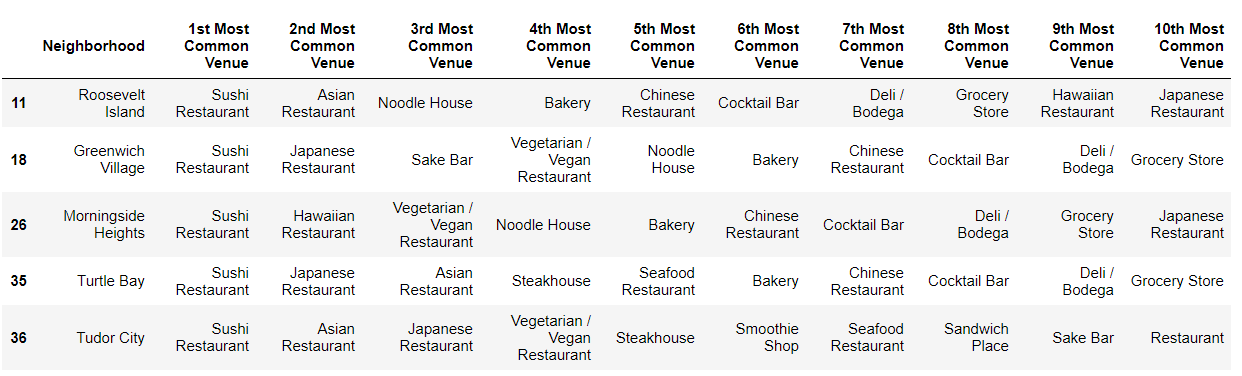 Neighborhood 1st Most Common Venue 2nd Most Common Venue 3rd Most Common Venue 4th Most Common Venue 5th Most Common Venue 6th Most Common Venue 7th Most Common Venue 8th Most Common Venue 9th Most Common Venue 10th Most Common Venue
11 Roosevelt Island Sushi Restaurant Asian Restaurant Noodle House Bakery Chinese Restaurant Cocktail Bar Deli / Bodega Grocery Store Hawaiian Restaurant Japanese Restaurant
18 Greenwich Village Sushi Restaurant Japanese Restaurant Sake Bar Vegetarian / Vegan Restaurant Noodle House Bakery Chinese Restaurant Cocktail Bar Deli / Bodega Grocery Store
26 Morningside Heights Sushi Restaurant Hawaiian Restaurant Vegetarian / Vegan Restaurant Noodle House Bakery Chinese Restaurant Cocktail Bar Deli / Bodega Grocery Store Japanese Restaurant
35 Turtle Bay Sushi Restaurant Japanese Restaurant Asian Restaurant Steakhouse Seafood Restaurant Bakery Chinese Restaurant Cocktail Bar Deli / Bodega Grocery Store
36 Tudor City Sushi Restaurant Asian Restaurant Japanese Restaurant Vegetarian / Vegan Restaurant Steakhouse Smoothie Shop Seafood Restaurant Sandwich Place Sake Bar Restaurant